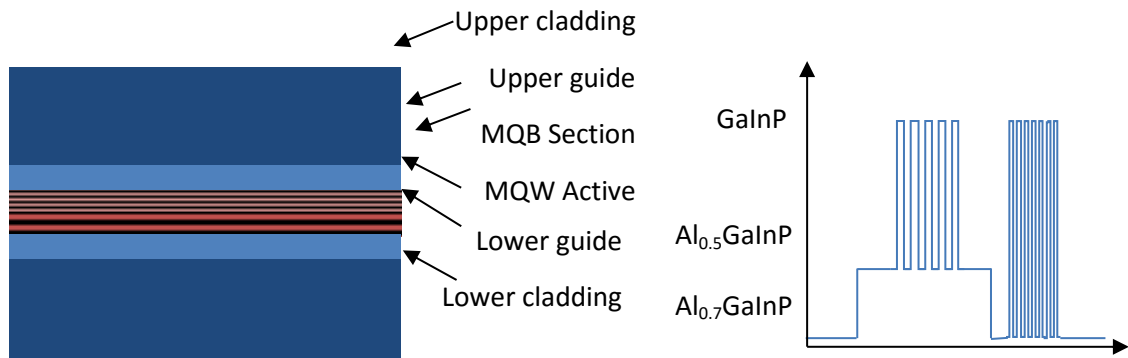 Upper cladding
Upper guide
MQB Section
MQW Active
Lower guide
Lower cladding
GaInP
Al0.5GaInP
Al0.7GaInP